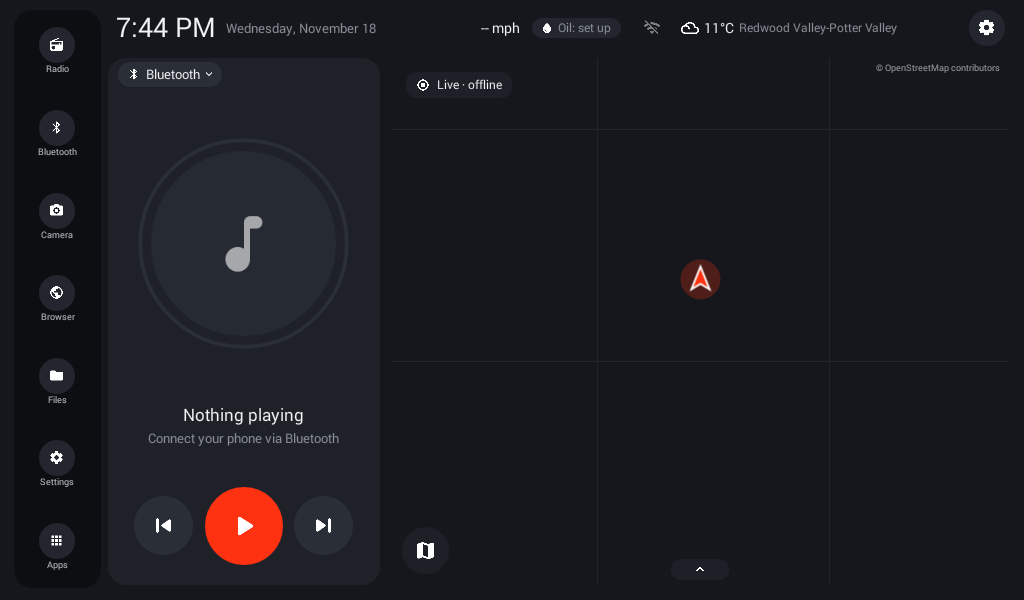 7:44 PM
Wednesday, November 18
-- mph
Oil: set up
11°C
Redwood Valley-Potter Valley
Radio
Bluetooth
Camera
Browser
Files
Settings
Apps
Bluetooth
Nothing playing
Connect your phone via Bluetooth
Live · offline
© OpenStreetMap contributors